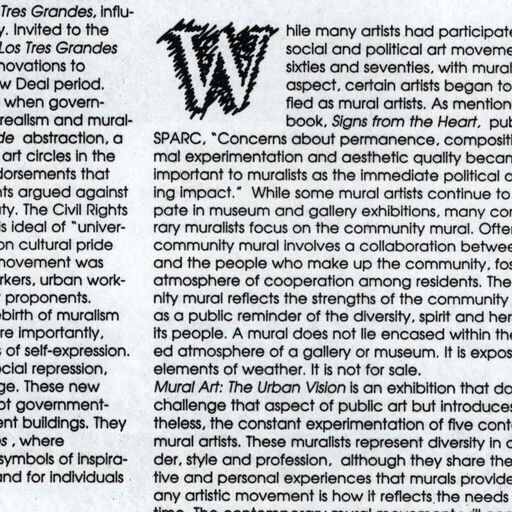 Tres Grandes, influ-
y. Invited to the
Los Tres Grandes
novations to
w Deal period.
when govern-
realism and mural-
de abstraction, a
art circles in the
dorsements that
nts argued against
ty. The Civil Rights
is ideal of "univer-
on cultural pride
movement was
rkers, urban work-
proponents.
ebirth of muralism
re importantly,
s of self-expression.
ocial repression,
ge. These new
ot government-
ent buildings. They
os, where
symbols of inspira-
and for individuals
While many artists had participate
social and political art moveme
sixties and seventies, with mural
aspect, certain artists began to
fied as mural artists. As mention
book, Signs from the Heart, pub
SPARC, "Concerns about permanence, compositi
mal experimentation and aesthetic quality becam
important to muralists as the immediate political c
ing impact." While some mural artists continue to
pate in museum and gallery exhibitions, many con
rary muralists focus on the community mural. Ofter
community mural involves a collaboration betwee
and the people who make up the community, fos
atmosphere of cooperation among residents. The
nity mural reflects the strengths of the community
as a public reminder of the diversity, spirit and her
its people. A mural does not lie encased within the
ed atmosphere of a gallery or museum. It is expos
elements of weather. It is not for sale.
Mural Art: The Urban Vision is an exhibition that do
challenge that aspect of public art but introduces
theless, the constant experimentation of five cont
mural artists. These muralists represent diversity in g
der, style and profession, although they share the
tive and personal experiences that murals provide
any artistic movement is how it reflects the needs
time. The contemporary mural movement will